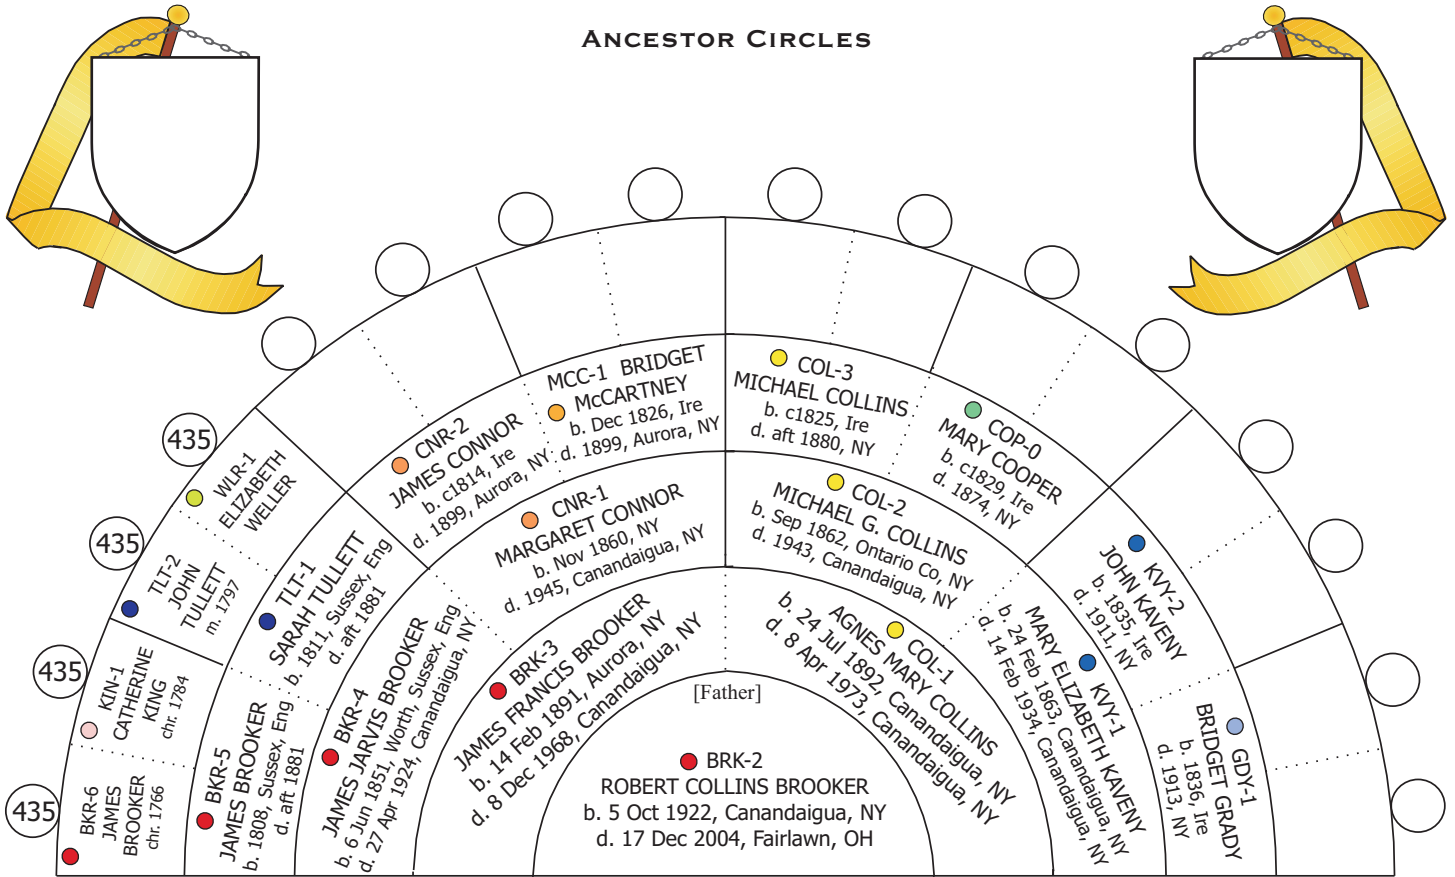 ANCESTOR CIRCLES
435
WLR-1
ELIZABETH
WELLER
435
TLT-2
JOHN
TULLETT
m. 1797
435
KIN-1
CATHERINE
KING
chr. 1784
435
BKR-6
JAMES
BROOKER
chr. 1766
BKR-5
JAMES BROOKER
b. 1808, Sussex, Eng
d. aft 1881
TLT-1
SARAH TULLETT
b. 1811, Sussex, Eng
d. aft 1881
CNR-2
JAMES CONNOR
b. c1814, Ire
d. 1899, Aurora, NY
MCC-1 BRIDGET
McCARTNEY
b. Dec 1826, Ire
d. 1899, Aurora, NY
COL-3
MICHAEL COLLINS
b. c1825, Ire
d. aft 1880, NY
COP-0
MARY COOPER
b. c1829, Ire
d. 1874, NY
KVY-2
JOHN KAVENY
b. 1835, Ire
d. 1911, NY
GDY-1
BRIDGET GRADY
b. 1836, Ire
d. 1913, NY
BKR-4
JAMES JARVIS BROOKER
b. 6 Jun 1851, Worth, Sussex, Eng
d. 27 Apr 1924, Canandaigua, NY
CNR-1
MARGARET CONNOR
b. Nov 1860, NY
d. 1945, Canandaigua, NY
COL-2
MICHAEL G. COLLINS
b. Sep 1862, Ontario Co, NY
d. 1943, Canandaigua, NY
KVY-1
MARY ELIZABETH KAVENY
b. 24 Feb 1863, Canandaigua, NY
d. 14 Feb 1934, Canandaigua, NY
BRK-3
JAMES FRANCIS BROOKER
b. 14 Feb 1891, Aurora, NY
d. 8 Dec 1968, Canandaigua, NY
COL-1
AGNES MARY COLLINS
b. 24 Jul 1892, Canandaigua, NY
d. 8 Apr 1973, Canandaigua, NY
[Father]
BRK-2
ROBERT COLLINS BROOKER
b. 5 Oct 1922, Canandaigua, NY
d. 17 Dec 2004, Fairlawn, OH